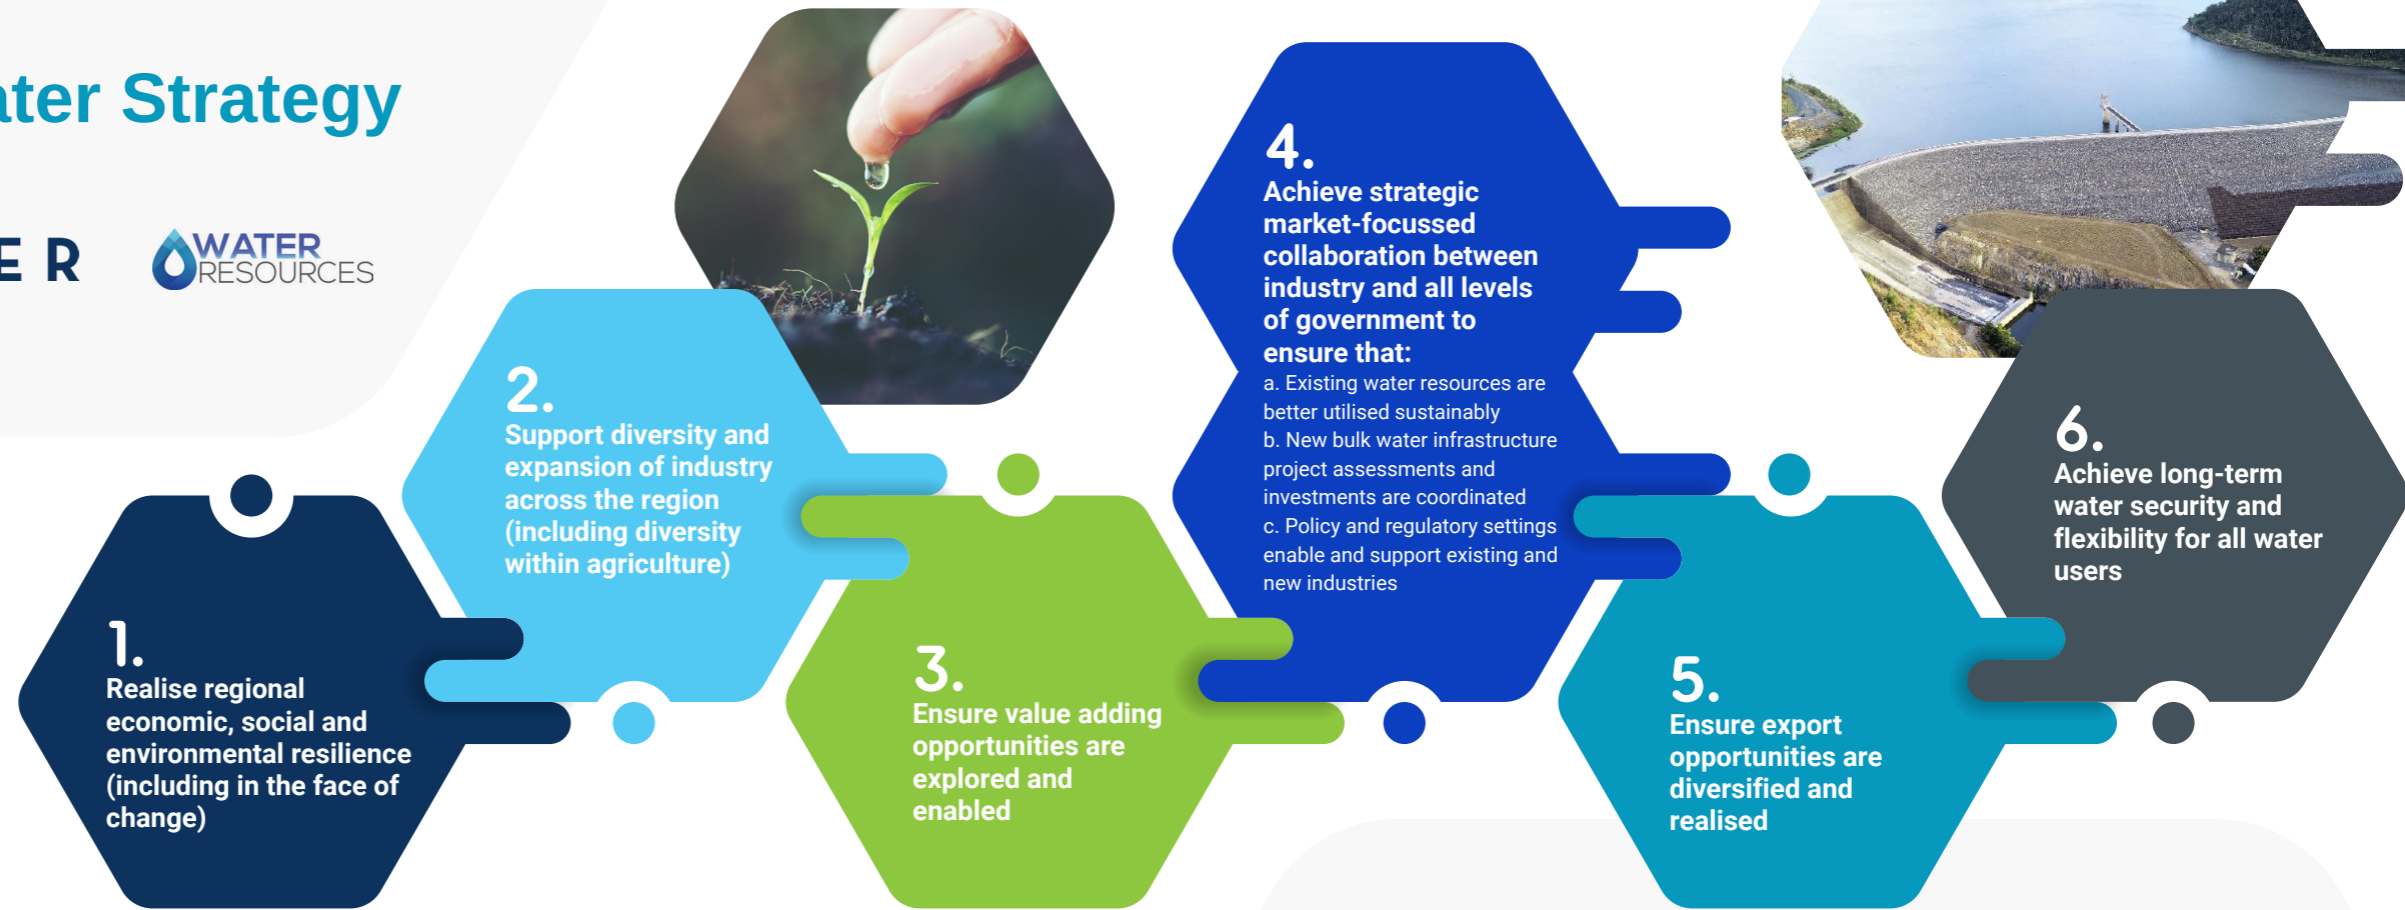 ater Strategy
ER
WATER
RESOURCES
1.
Realise regional
economic, social and
environmental resilience
(including in the face of
change)
2.
Support diversity and
expansion of industry
across the region
(including diversity
within agriculture)
3.
Ensure value adding
opportunities are
explored and
enabled
4.
Achieve strategic
market-focussed
collaboration between
industry and all levels
of government to
ensure that:
a. Existing water resources are
better utilised sustainably
b. New bulk water infrastructure
project assessments and
investments are coordinated
c. Policy and regulatory settings
enable and support existing and
new industries
5.
Ensure export
opportunities are
diversified and
realised
6.
Achieve long-term
water security and
flexibility for all water
users